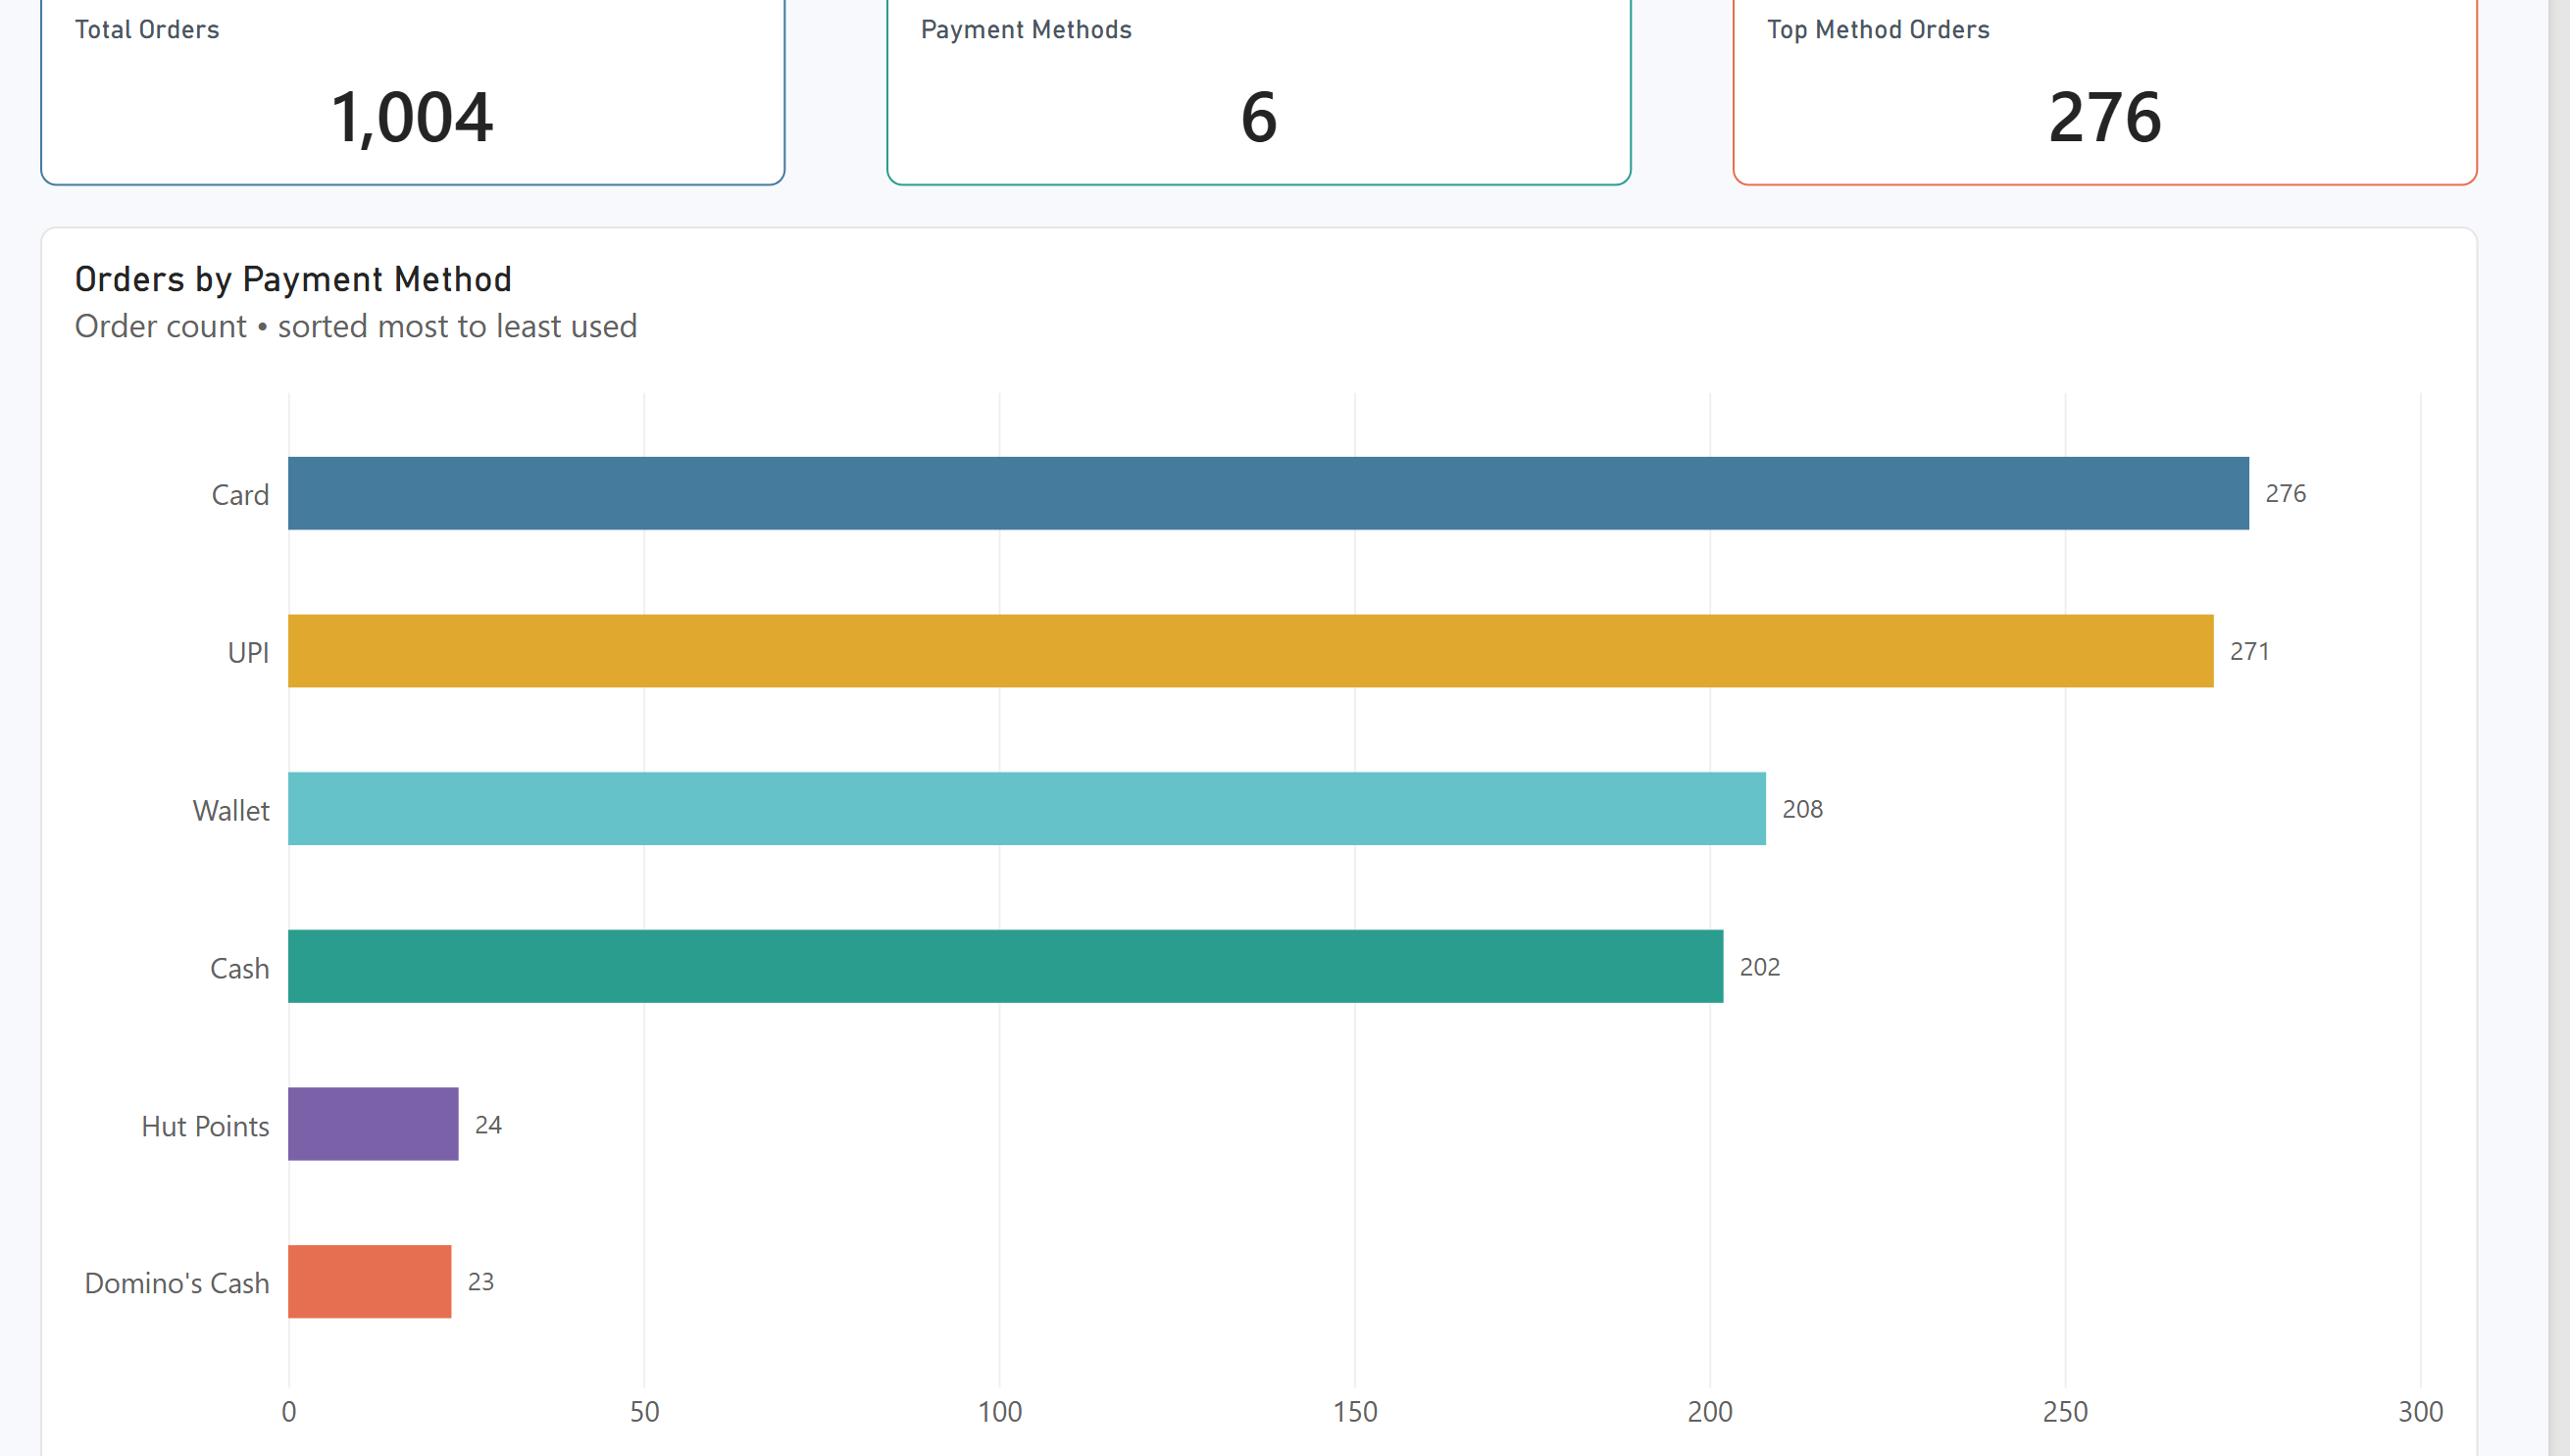 Total Orders
Payment Methods
Top Method Orders
1,004
6
276
Orders by Payment Method
Order count • sorted most to least used
Card
276
UPI
271
Wallet
208
Cash
202
Hut Points
24
Domino's Cash
23
0 50 100 150 200 250 300